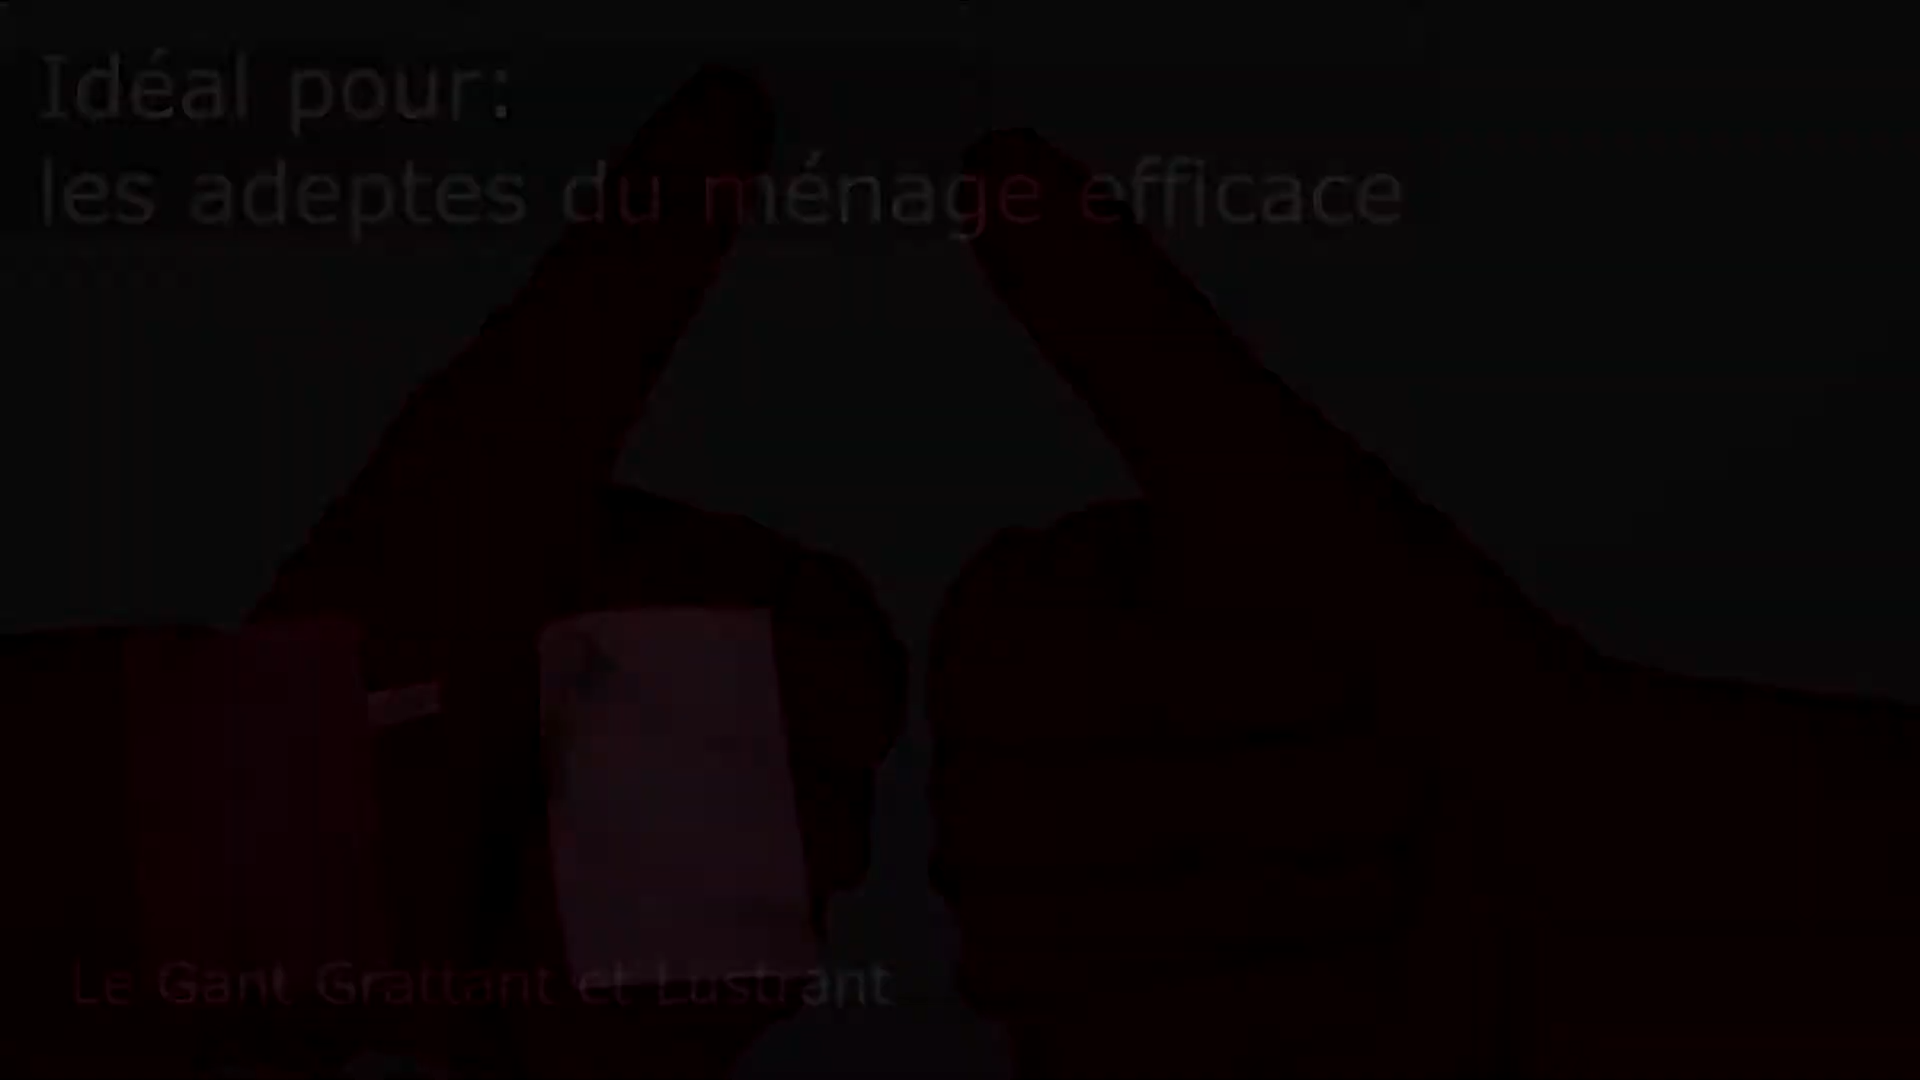 Idéal pour:
les adeptes du ménage efficace
Le Gant Grattant et Lustrant